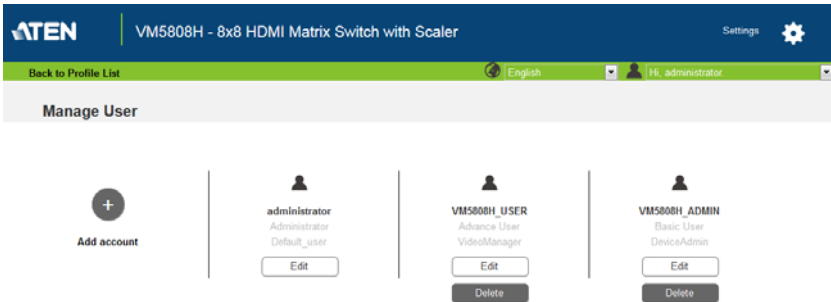 ATEN VM5808H - 8x8 HDMI Matrix Switch with Scaler Settings
Back to Profile List English Hi, administrator
Manage User
Add account
administrator
Administrator
Default_user
Edit
VM5808H_USER
Advance User
VideoManager
Edit
Delete
VM5808H_ADMIN
Basic User
DeviceAdmin
Edit
Delete